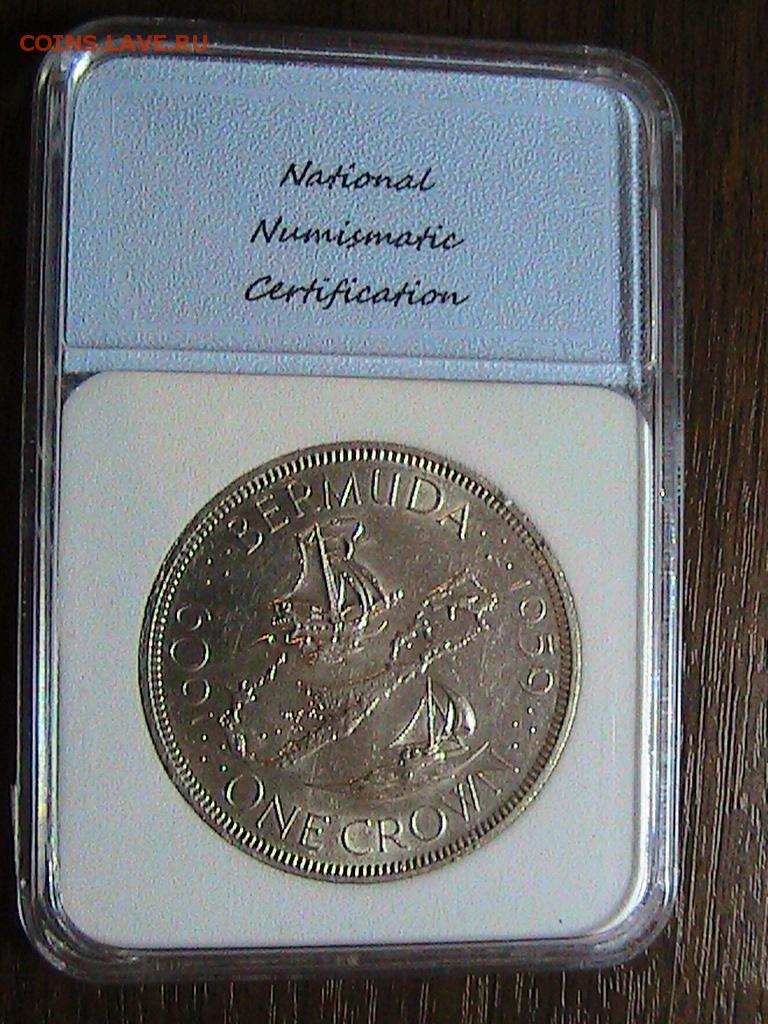 COINS.LAVE.RU
National
Numismatic
Certification
BERMUDA
1609 1959
ONE CROWN